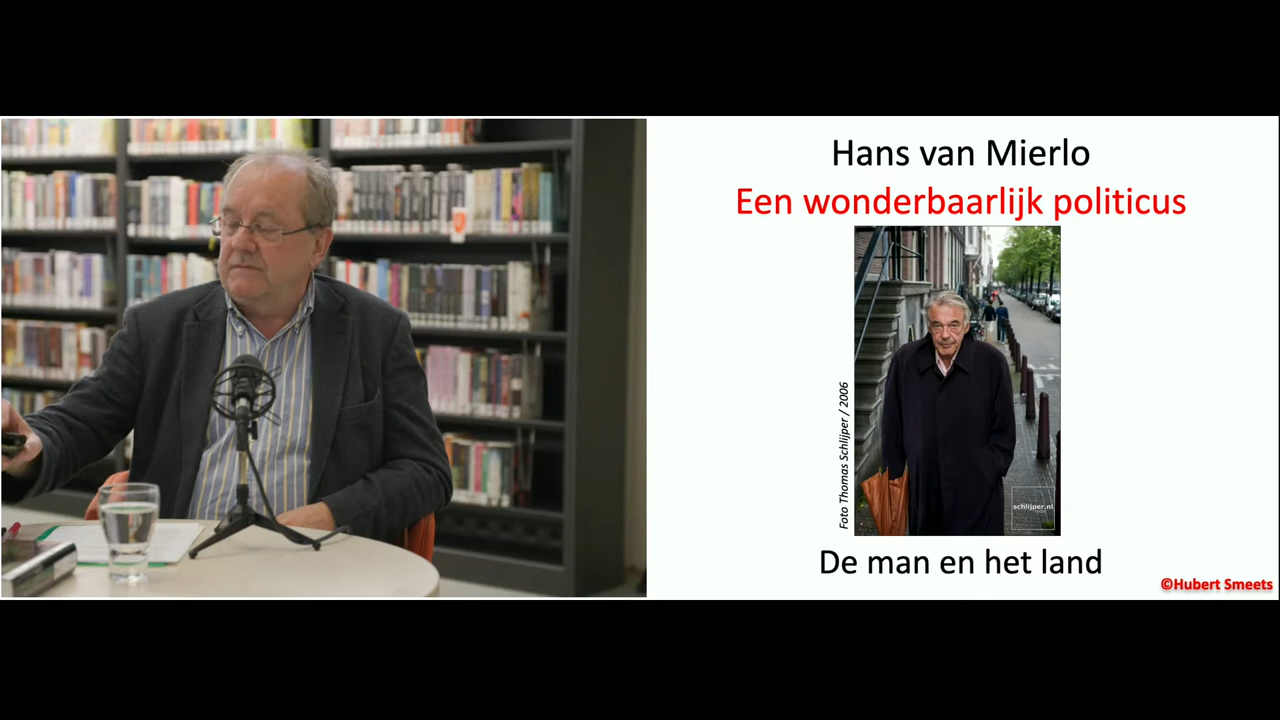 Hans van Mierlo
Een wonderbaarlijk politicus
Foto Thomas Schlijper / 2006
schlijper.nl
De man en het land
©Hubert Smeets